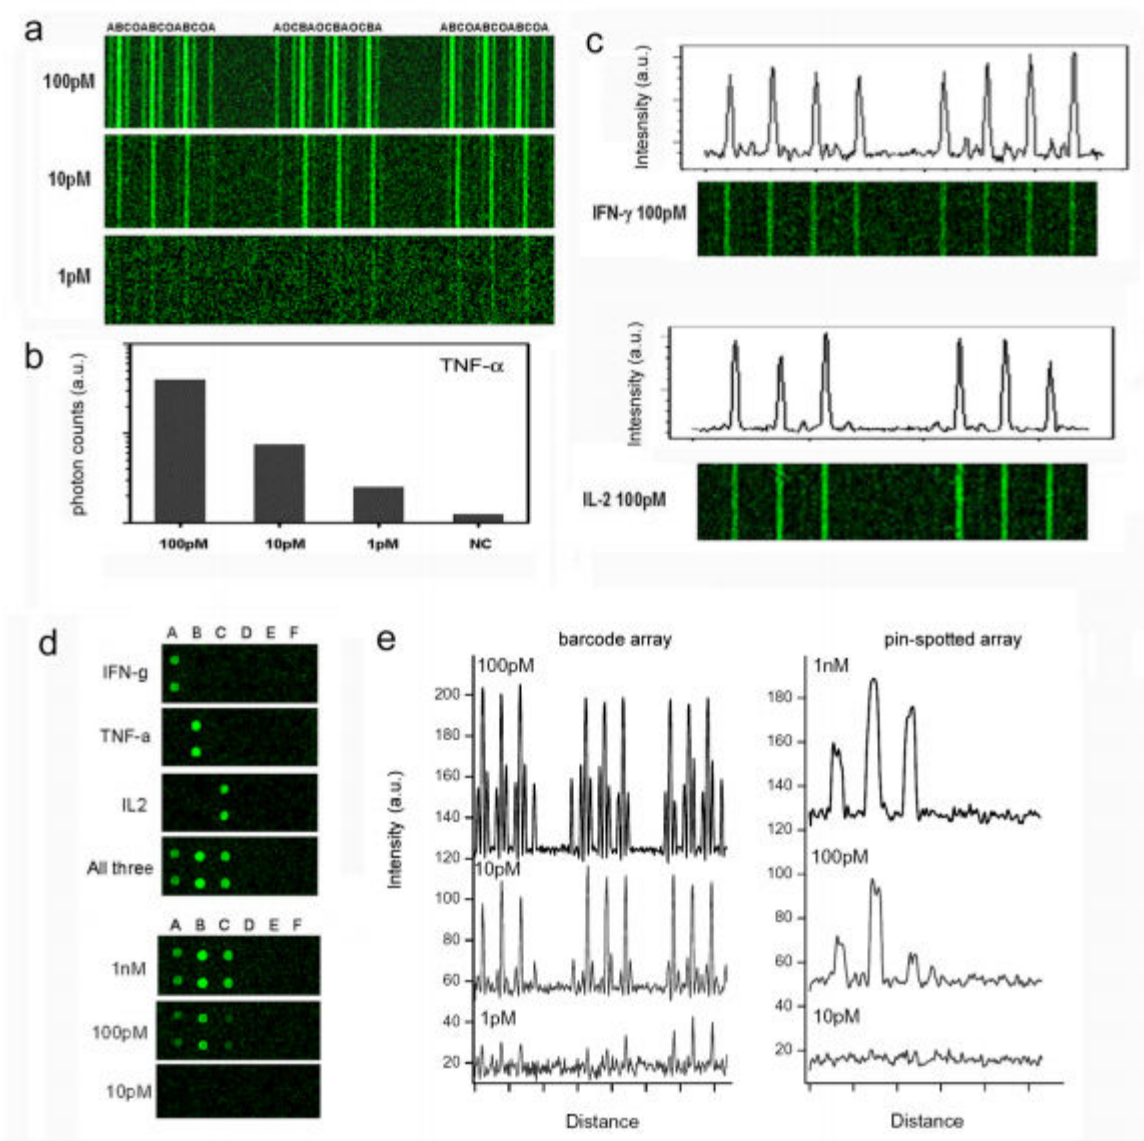 a
ABCOABCOABCOA AOCBAOCBAOCBA ABCOABCOABCOA
100pM
10pM
1pM
b
photon counts (a.u.)
TNF-α
100pM 10pM 1pM NC
c
Intesnsity (a.u.)
IFN-γ 100pM
Intesnsity (a.u.)
IL-2 100pM
d
A B C D E F
IFN-g
TNF-a
IL2
All three
A B C D E F
1nM
100pM
10pM
e
barcode array
100pM
200
180
160
140
120
10pM
100
80
60
1pM
40
20
Intensity (a.u.)
Distance
pin-spotted array
1nM
180
160
140
120
100pM
100
80
60
40
10pM
20
Distance